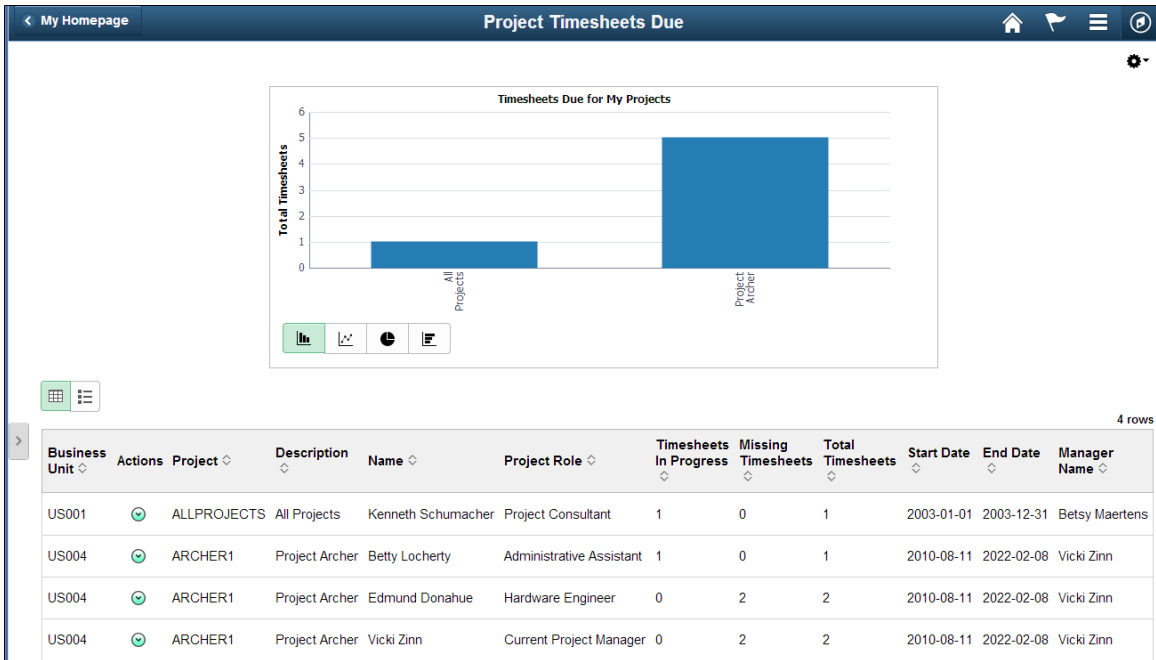 My Homepage
Project Timesheets Due
Timesheets Due for My Projects
Total Timesheets
6
5
4
3
2
1
0
All
Projects
Project
Archer
4 rows
Business Unit Actions Project Description Name Project Role Timesheets In Progress Missing Timesheets Total Timesheets Start Date End Date Manager Name
US001 ALLPROJECTS All Projects Kenneth Schumacher Project Consultant 1 0 1 2003-01-01 2003-12-31 Betsy Maertens
US004 ARCHER1 Project Archer Betty Locherty Administrative Assistant 1 0 1 2010-08-11 2022-02-08 Vicki Zinn
US004 ARCHER1 Project Archer Edmund Donahue Hardware Engineer 0 2 2 2010-08-11 2022-02-08 Vicki Zinn
US004 ARCHER1 Project Archer Vicki Zinn Current Project Manager 0 2 2 2010-08-11 2022-02-08 Vicki Zinn